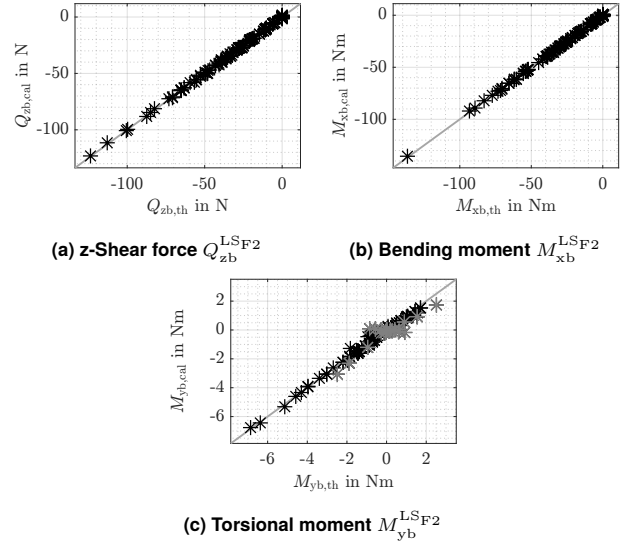 0
-50
-100
Q_zb,cal in N
-100 -50 0
Q_zb,th in N
(a) z-Shear force Q_zb^LS_F2
0
-50
-100
M_xb,cal in Nm
-100 -50 0
M_xb,th in Nm
(b) Bending moment M_xb^LS_F2
2
0
-2
-4
-6
M_yb,cal in Nm
-6 -4 -2 0 2
M_yb,th in Nm
(c) Torsional moment M_yb^LS_F2